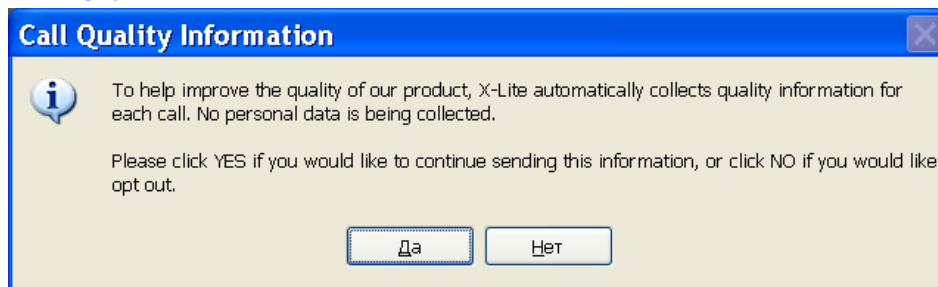 Call Quality Information
To help improve the quality of our product, X-Lite automatically collects quality information for
each call. No personal data is being collected.
Please click YES if you would like to continue sending this information, or click NO if you would like
opt out.
Да
Нет